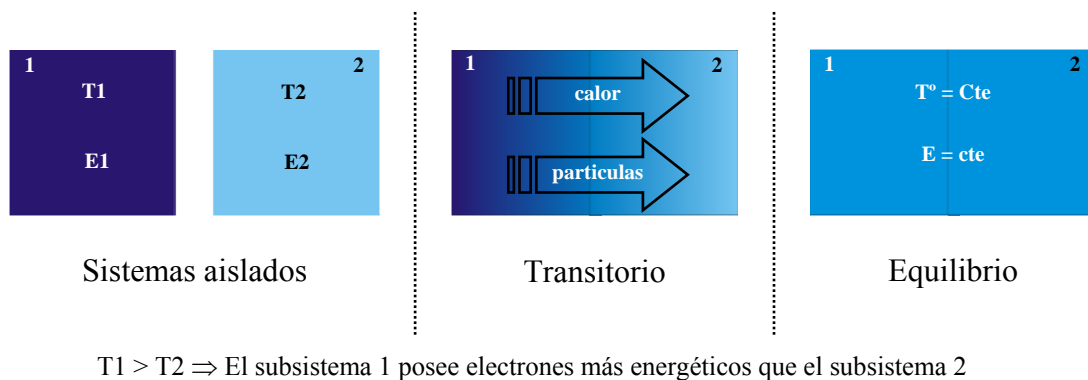 1
T1
E1
2
T2
E2
Sistemas aislados
1
2
calor
particulas
Transitorio
1
2
Tº = Cte
E = cte
Equilibrio
T1 > T2 ⇒ El subsistema 1 posee electrones más energéticos que el subsistema 2